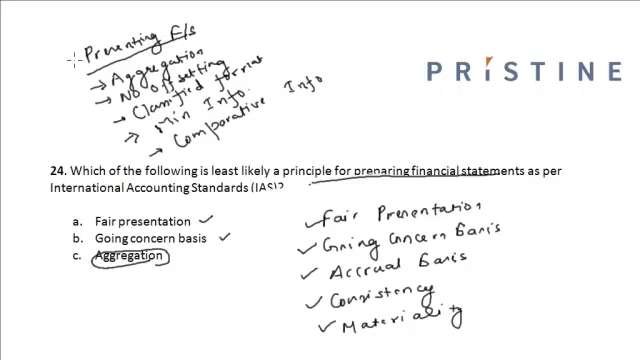 Presenting F/s
→ Aggregation
→ No offsetting
→ Classified format
→ Min Info.
→ Comparative Info
PRISTINE
24. Which of the following is least likely a principle for preparing financial statements as per
International Accounting Standards (IAS)?
a. Fair presentation ✓
b. Going concern basis ✓
c. Aggregation
✓ Fair Presentation
✓ Going Concern Basis
✓ Accrual Basis
✓ Consistency
✓ Materiality